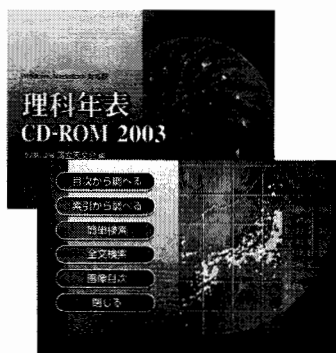 理科年表
CD-ROM 2003
目次から調べる
索引から調べる
簡単検索
全文検索
画像目次
閉じる